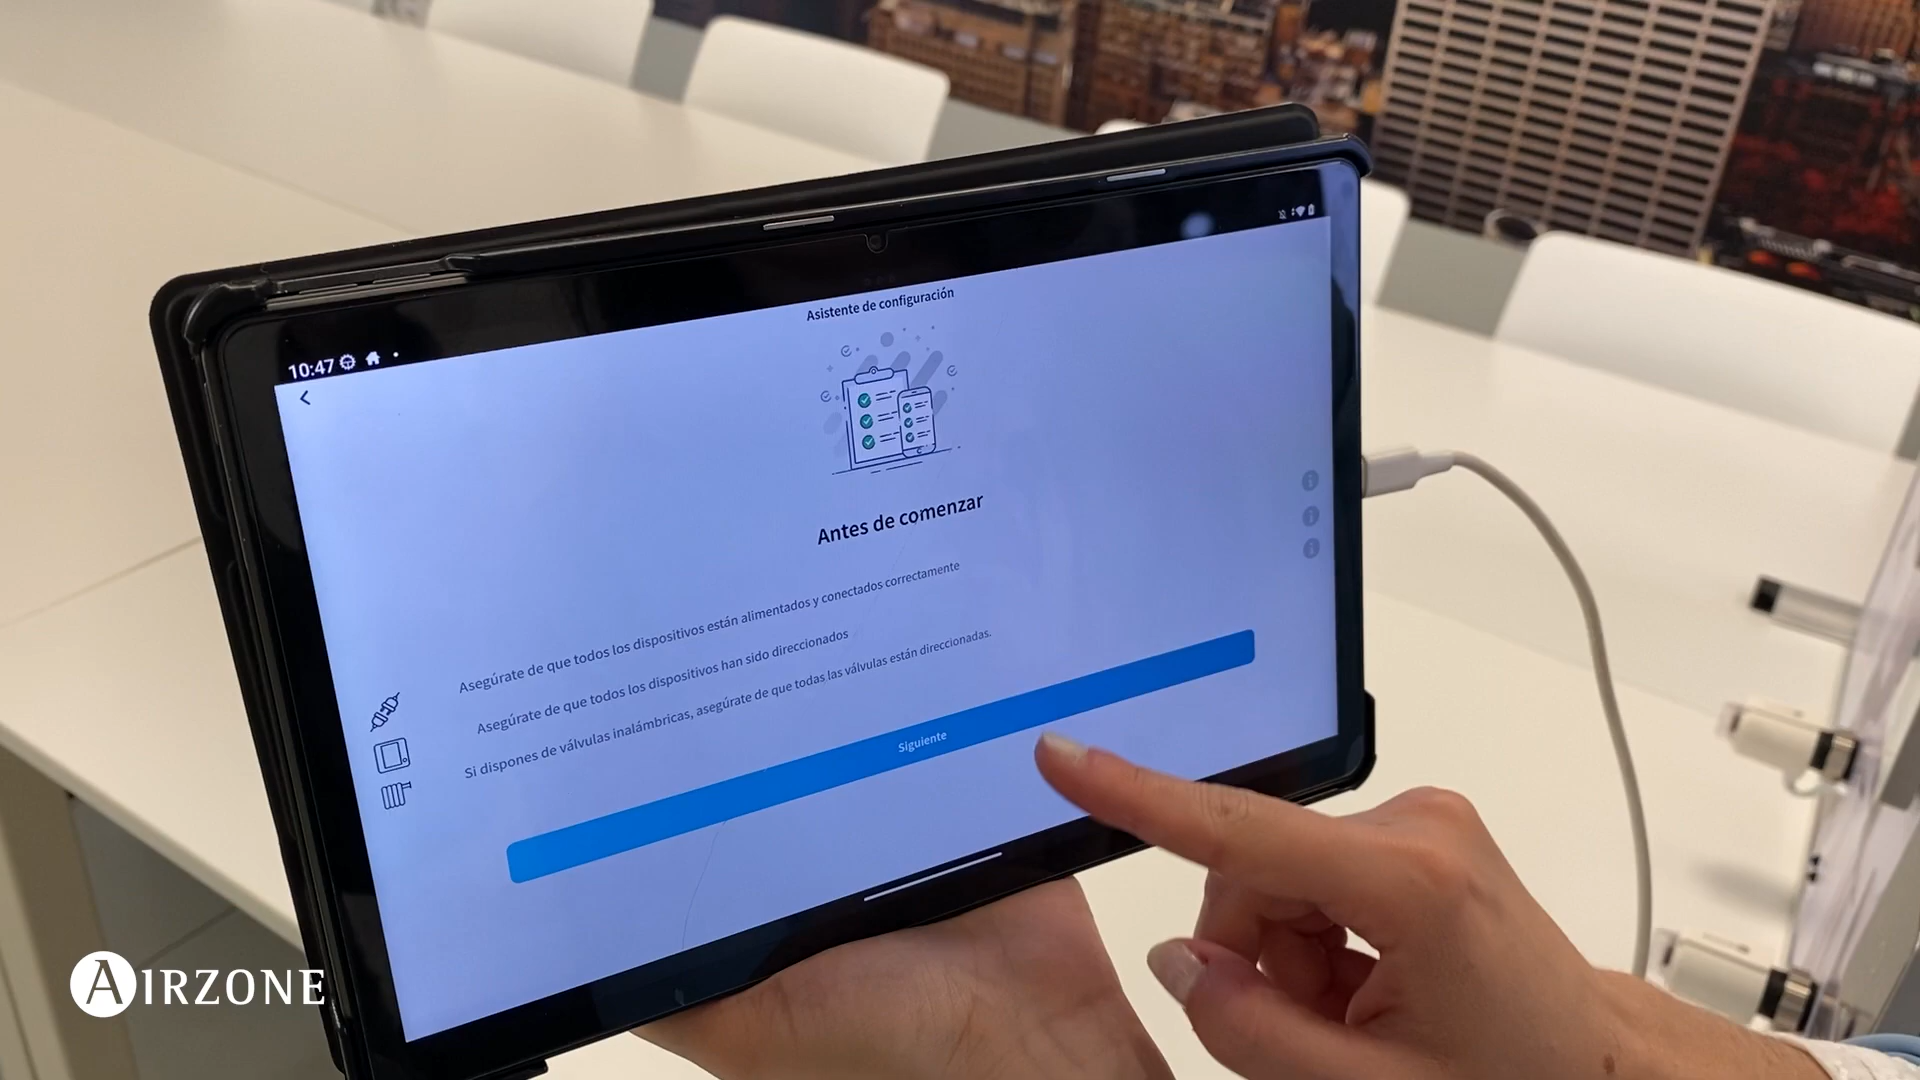 10:47
Asistente de configuración
Antes de comenzar
Asegúrate de que todos los dispositivos están alimentados y conectados correctamente
Asegúrate de que todos los dispositivos han sido direccionados
Si dispones de válvulas inalámbricas, asegúrate de que todas las válvulas están direccionadas.
Siguiente
AIRZONE